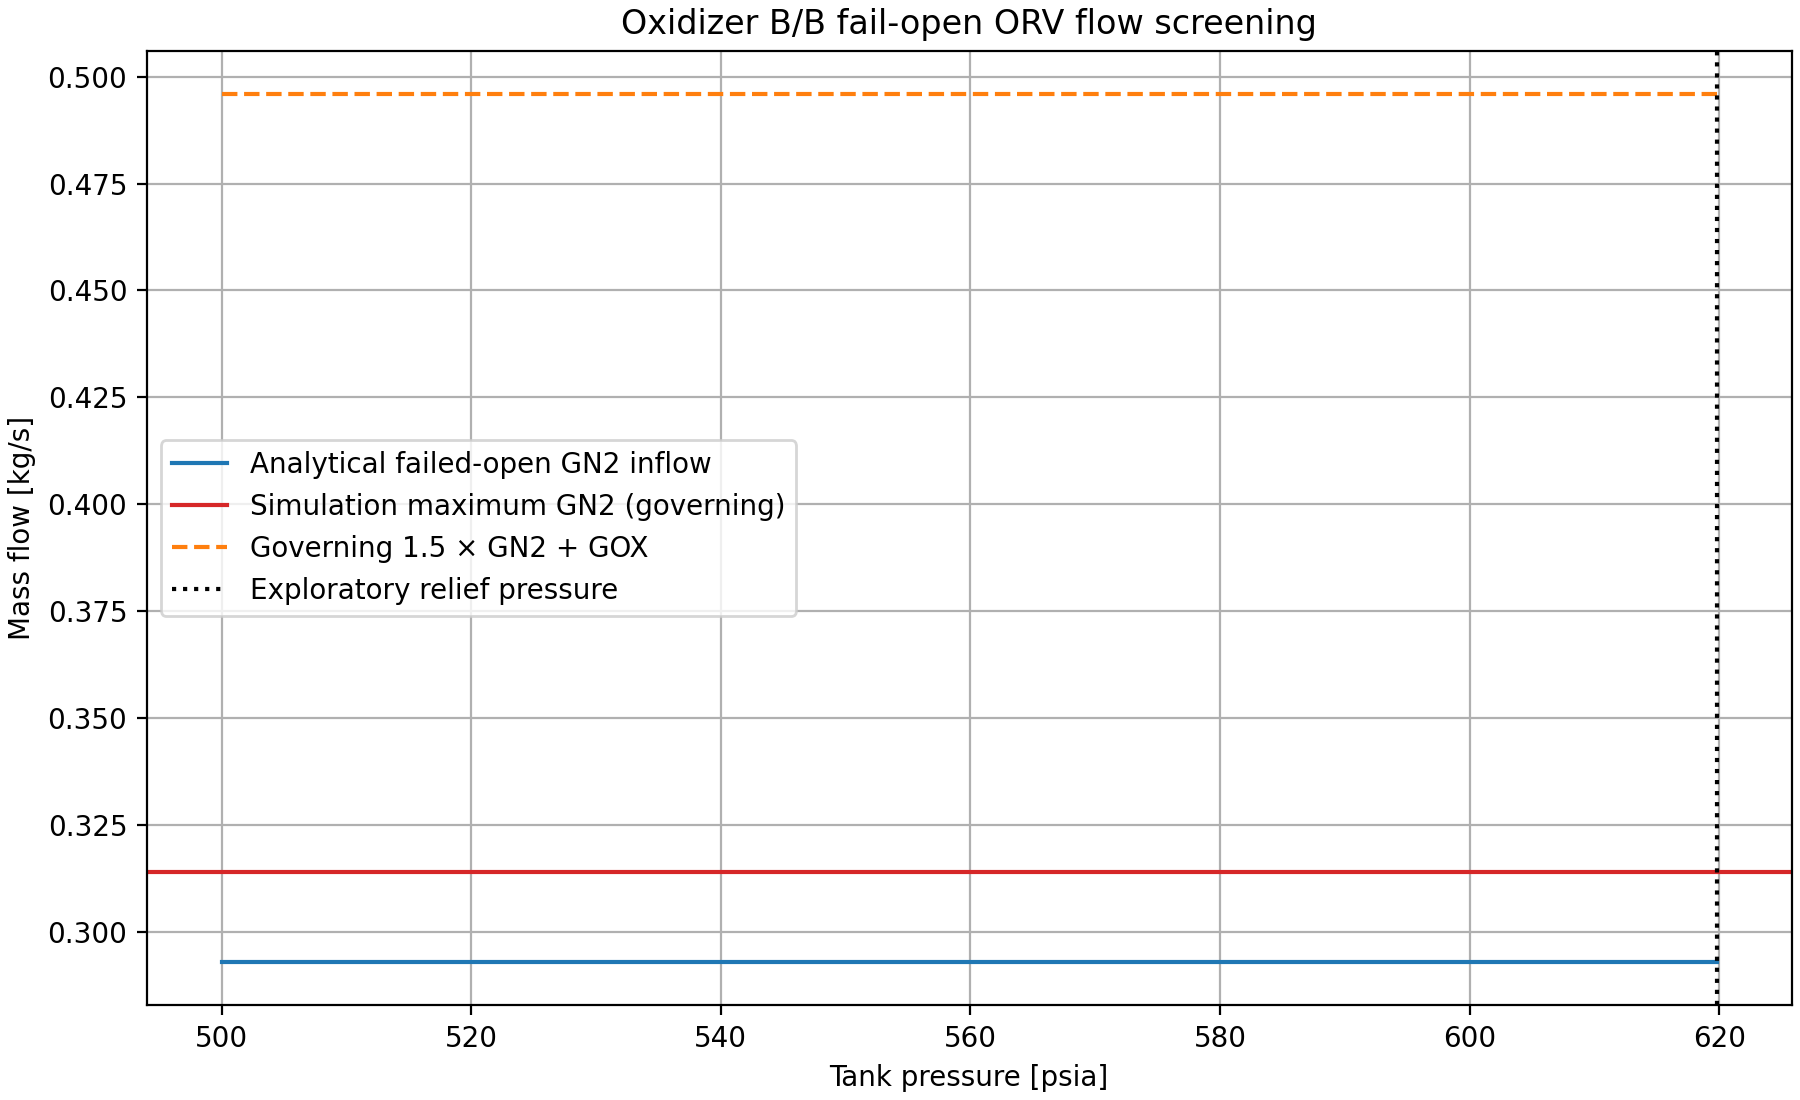 Oxidizer B/B fail-open ORV flow screening
Mass flow [kg/s]
0.500
0.475
0.450
0.425
0.400
0.375
0.350
0.325
0.300
Analytical failed-open GN2 inflow
Simulation maximum GN2 (governing)
Governing 1.5 × GN2 + GOX
Exploratory relief pressure
500 520 540 560 580 600 620
Tank pressure [psia]